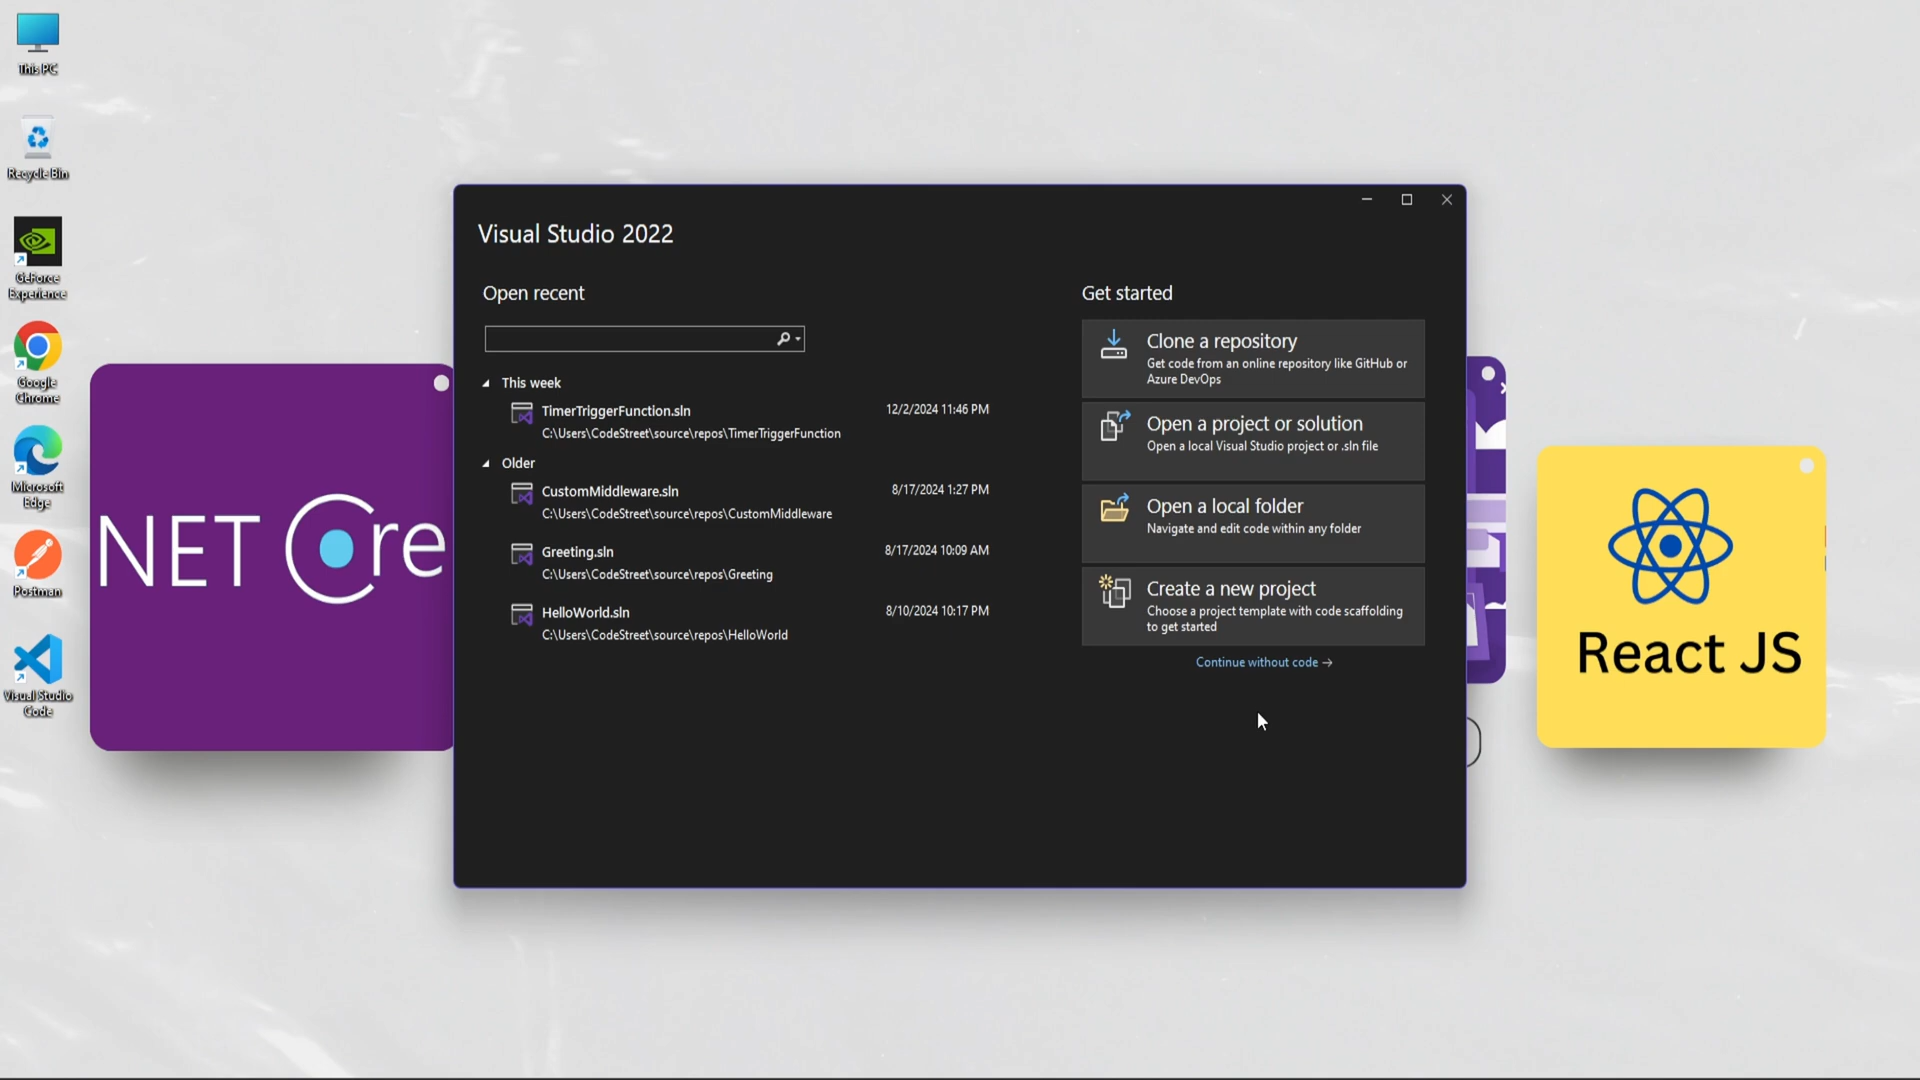 This PC
Recycle Bin
GeForce
Experience
Google
Chrome
Microsoft
Edge
Postman
Visual Studio
Code
NET Core
Visual Studio 2022
Open recent
This week
TimerTriggerFunction.sln
12/2/2024 11:46 PM
C:\Users\CodeStreet\source\repos\TimerTriggerFunction
Older
CustomMiddleware.sln
8/17/2024 1:27 PM
C:\Users\CodeStreet\source\repos\CustomMiddleware
Greeting.sln
8/17/2024 10:09 AM
C:\Users\CodeStreet\source\repos\Greeting
HelloWorld.sln
8/10/2024 10:17 PM
C:\Users\CodeStreet\source\repos\HelloWorld
Get started
Clone a repository
Get code from an online repository like GitHub or
Azure DevOps
Open a project or solution
Open a local Visual Studio project or .sln file
Open a local folder
Navigate and edit code within any folder
Create a new project
Choose a project template with code scaffolding
to get started
Continue without code →
React JS